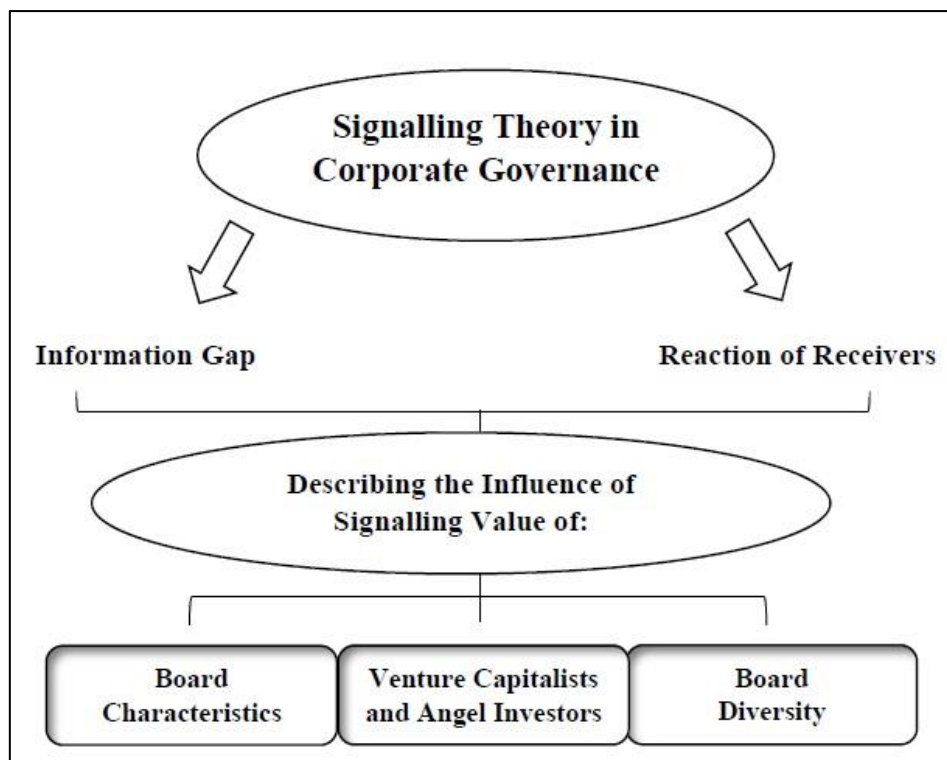 Signalling Theory in
Corporate Governance
Information Gap
Reaction of Receivers
Describing the Influence of
Signalling Value of:
Board
Characteristics
Venture Capitalists
and Angel Investors
Board
Diversity